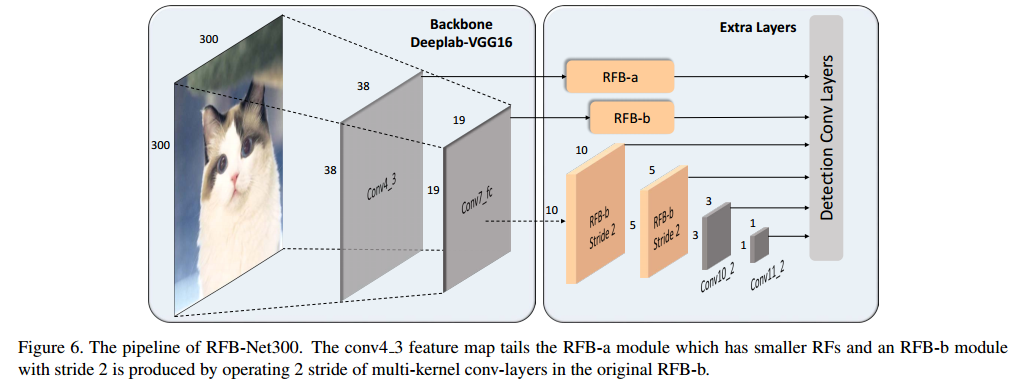 Backbone
Deeplab-VGG16
Extra Layers
300
300
38
38
Conv4_3
19
19
Conv7_fc
RFB-a
RFB-b
10
10
RFB-b
Stride 2
5
5
RFB-b
Stride 2
3
3
Conv10_2
1
1
Conv11_2
Detection Conv Layers
Figure 6. The pipeline of RFB-Net300. The conv4_3 feature map tails the RFB-a module which has smaller RFs and an RFB-b module
with stride 2 is produced by operating 2 stride of multi-kernel conv-layers in the original RFB-b.